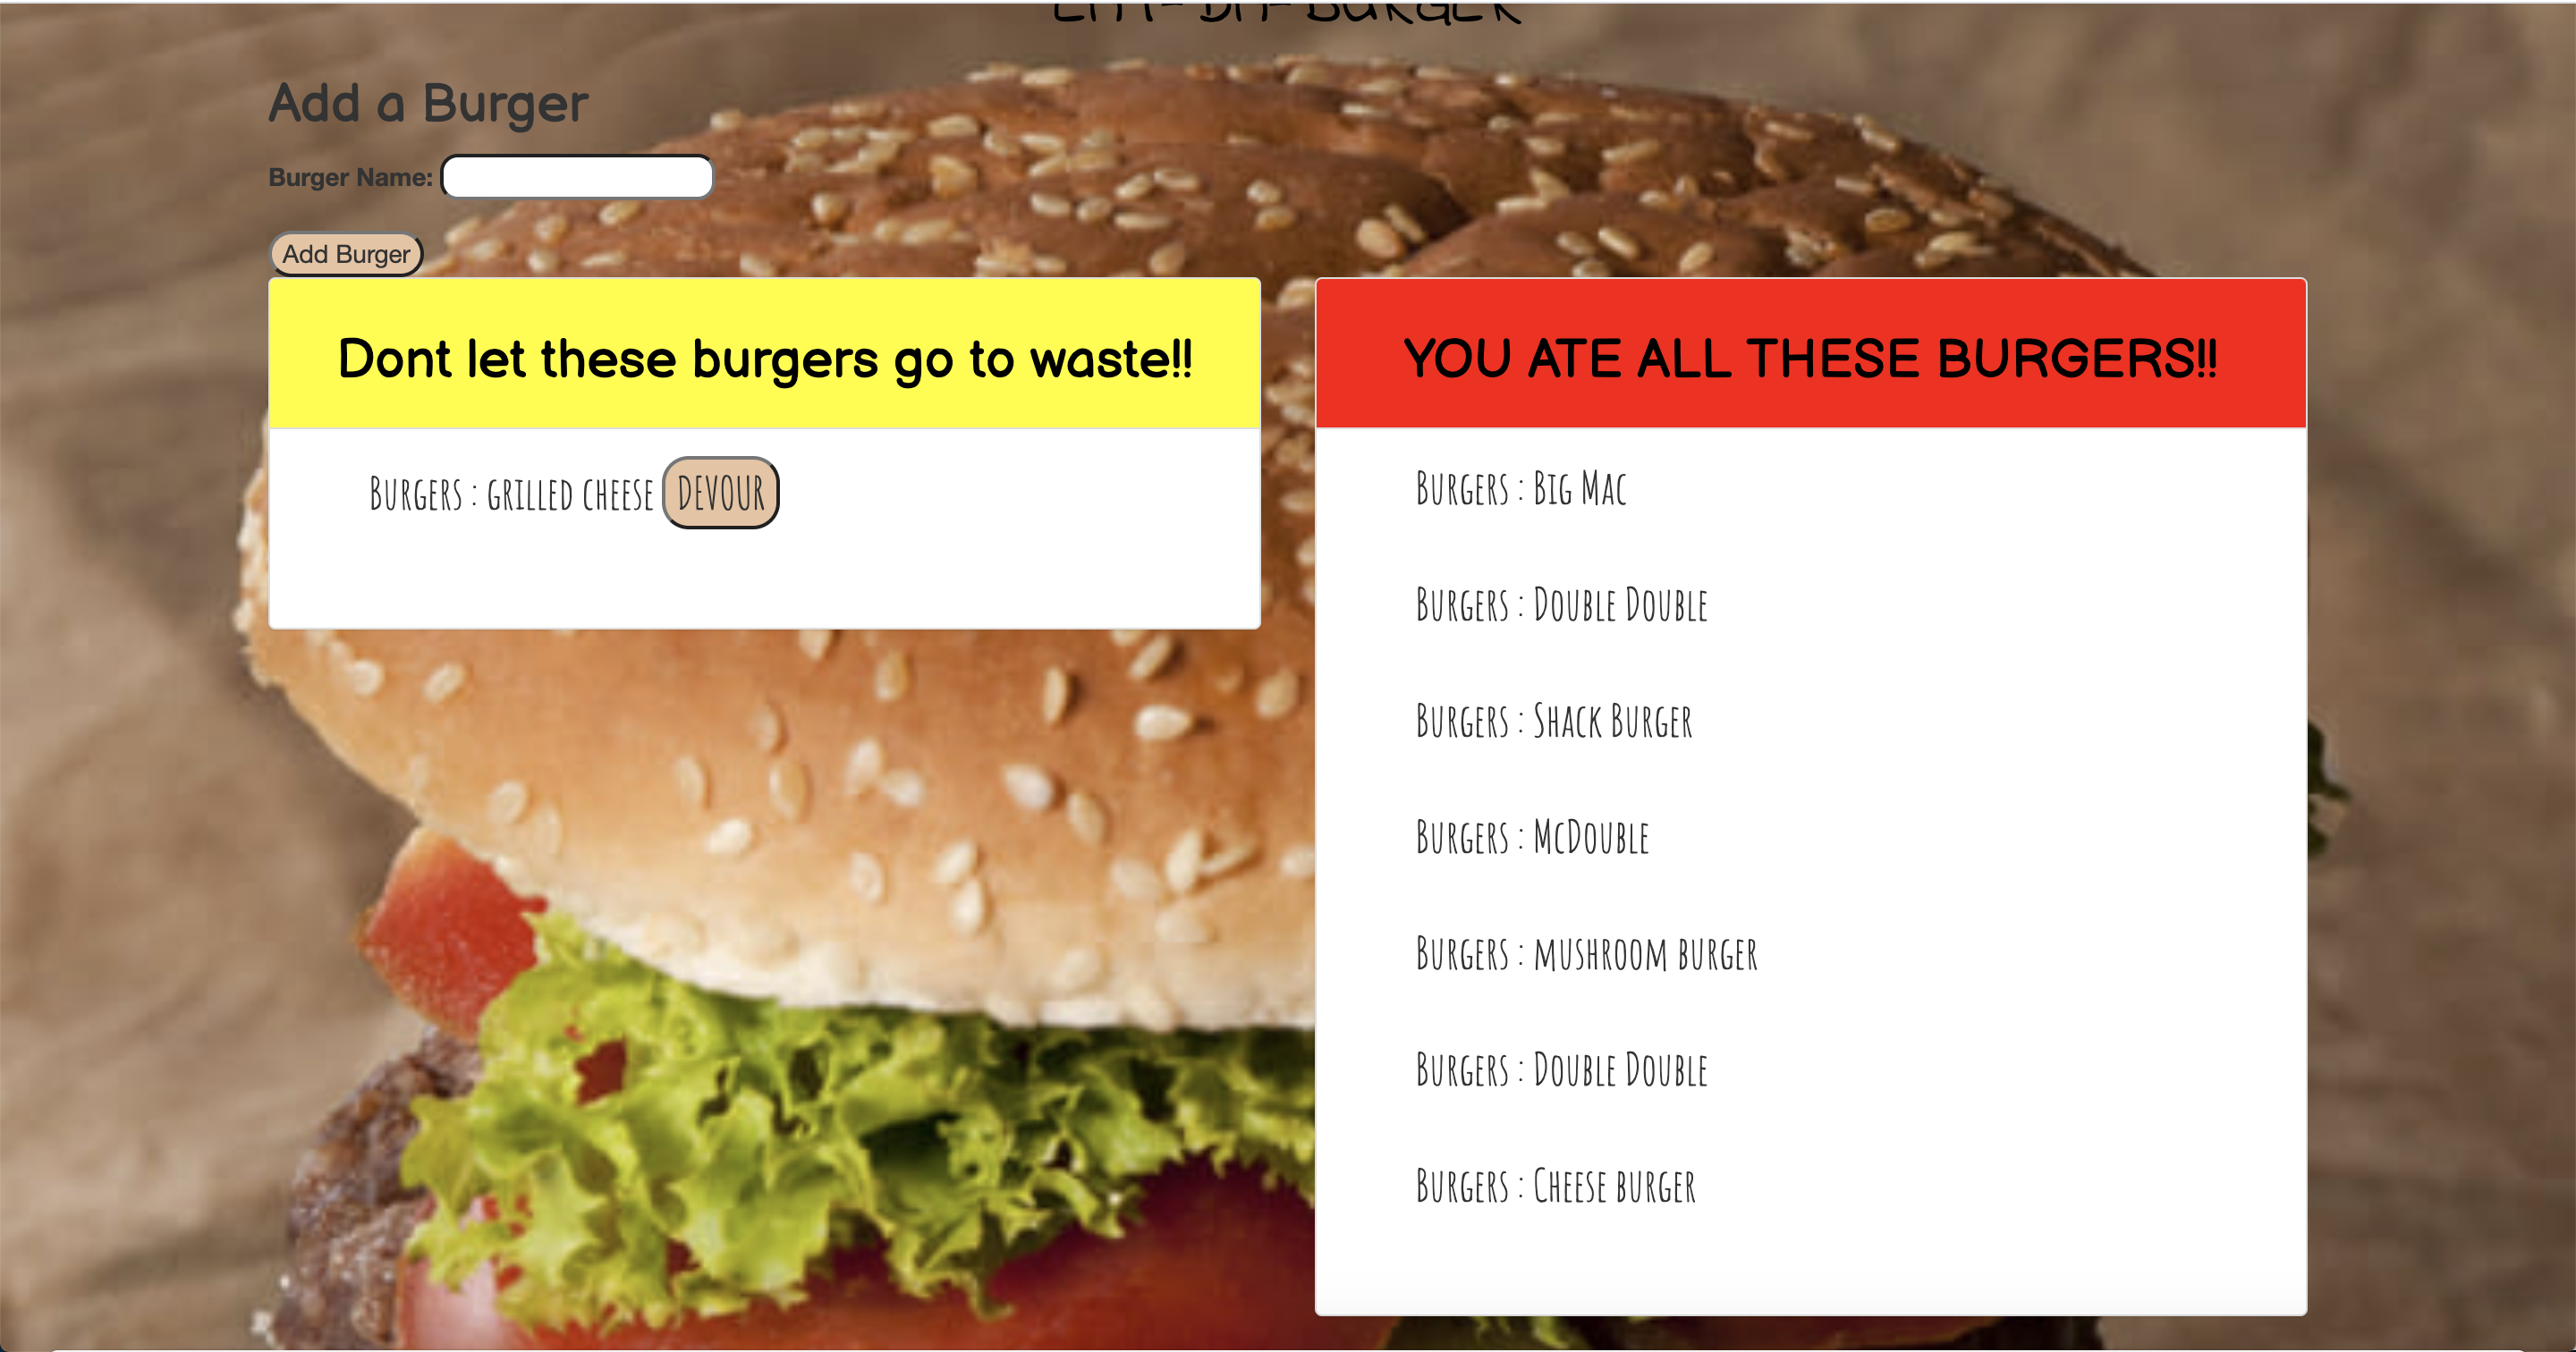 Add a Burger
Burger Name:
Add Burger
Dont let these burgers go to waste!!
Burgers : grilled cheese DEVOUR
YOU ATE ALL THESE BURGERS!!
Burgers : Big Mac
Burgers : Double Double
Burgers : Shack Burger
Burgers : McDouble
Burgers : mushroom burger
Burgers : Double Double
Burgers : Cheese burger